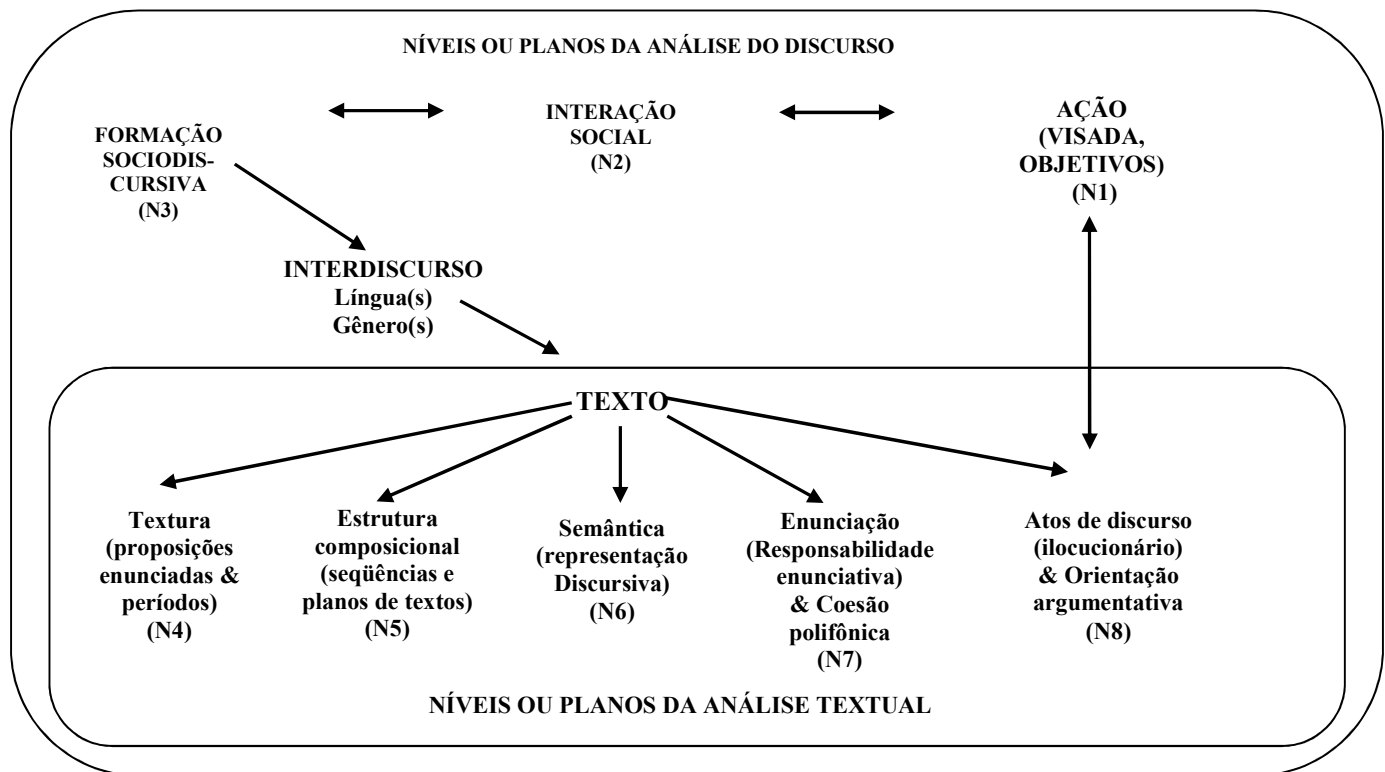 NÍVEIS OU PLANOS DA ANÁLISE DO DISCURSO
FORMAÇÃO
SOCIODIS-
CURSIVA
(N3)
INTERAÇÃO
SOCIAL
(N2)
AÇÃO
(VISADA,
OBJETIVOS)
(N1)
INTERDISCURSO
Língua(s)
Gênero(s)
TEXTO
Textura
(proposições
enunciadas &
períodos)
(N4)
Estrutura
composicional
(seqüências e
planos de textos)
(N5)
Semântica
(representação
Discursiva)
(N6)
Enunciação
(Responsabilidade
enunciativa)
& Coesão
polifônica
(N7)
Atos de discurso
(ilocucionário)
& Orientação
argumentativa
(N8)
NÍVEIS OU PLANOS DA ANÁLISE TEXTUAL